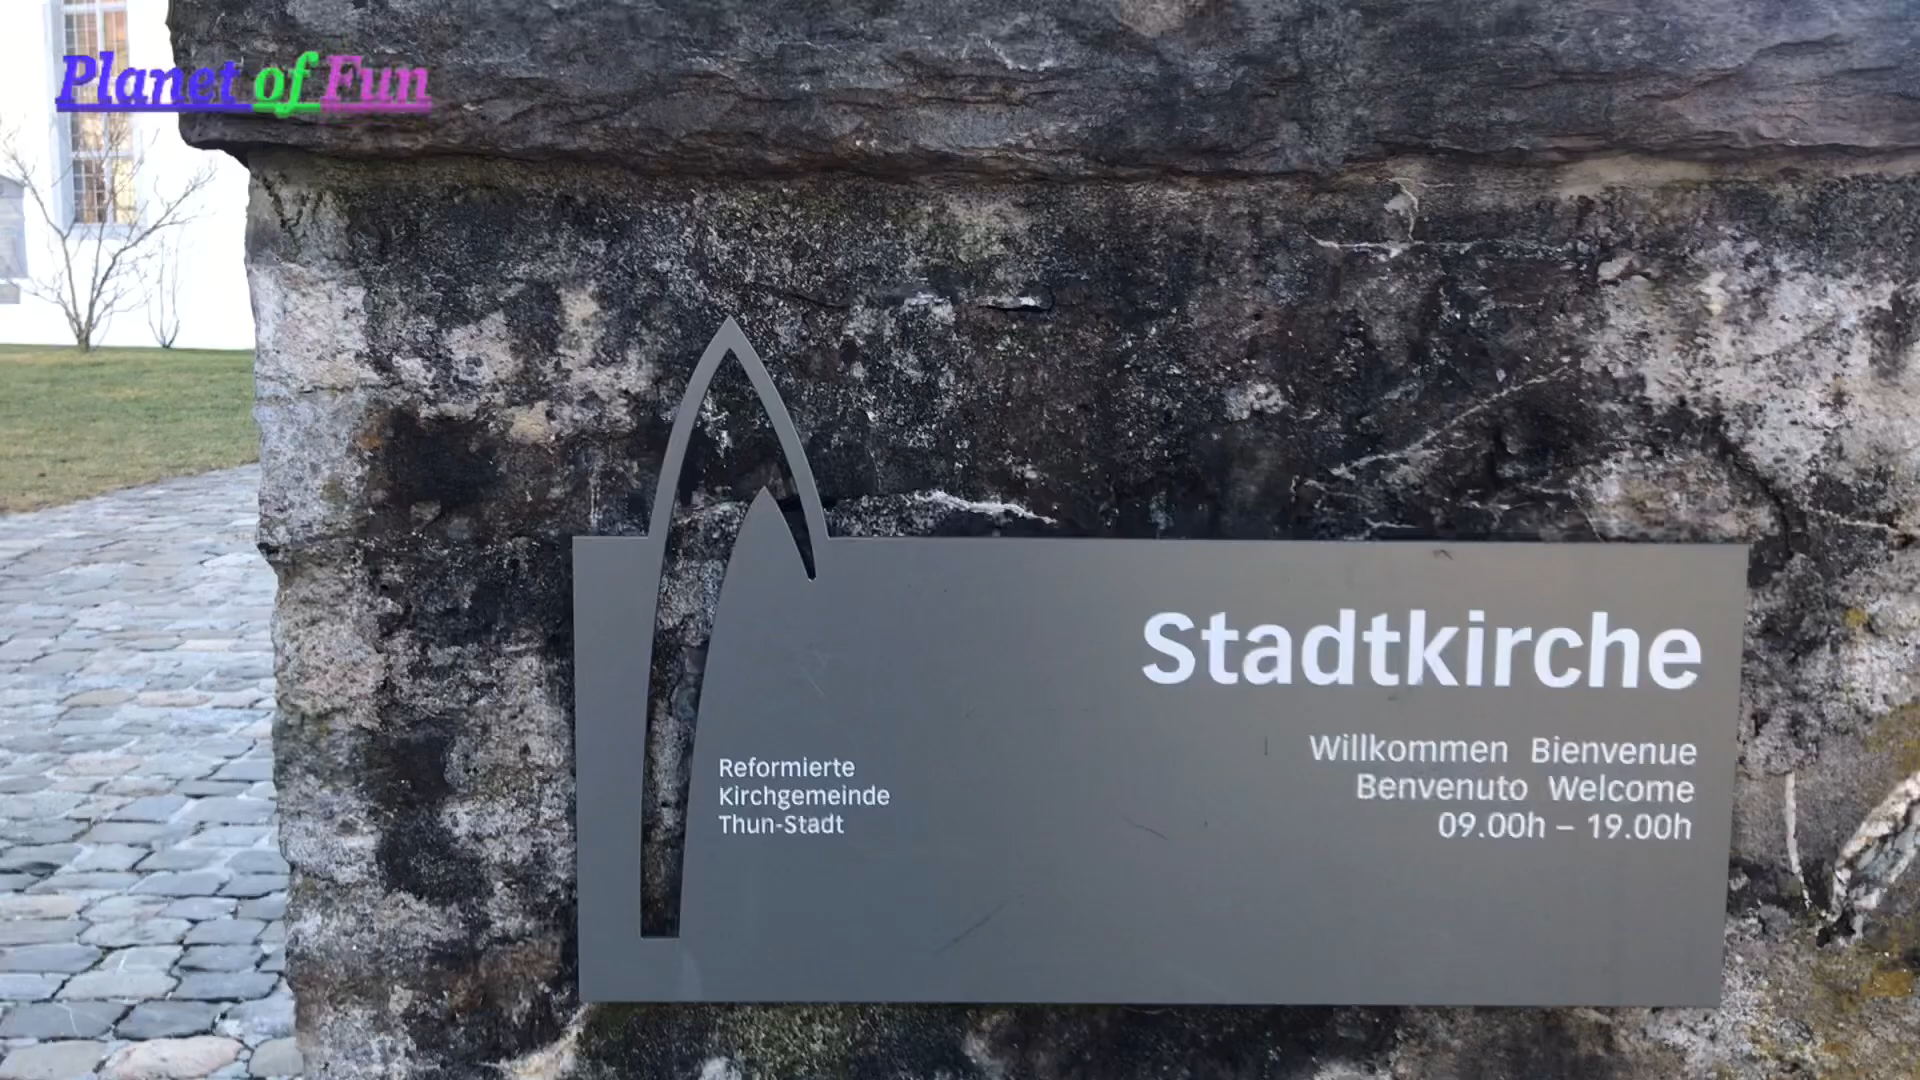 Planet of Fun
Stadtkirche
Willkommen Bienvenue
Benvenuto Welcome
09.00h – 19.00h
Reformierte
Kirchgemeinde
Thun-Stadt